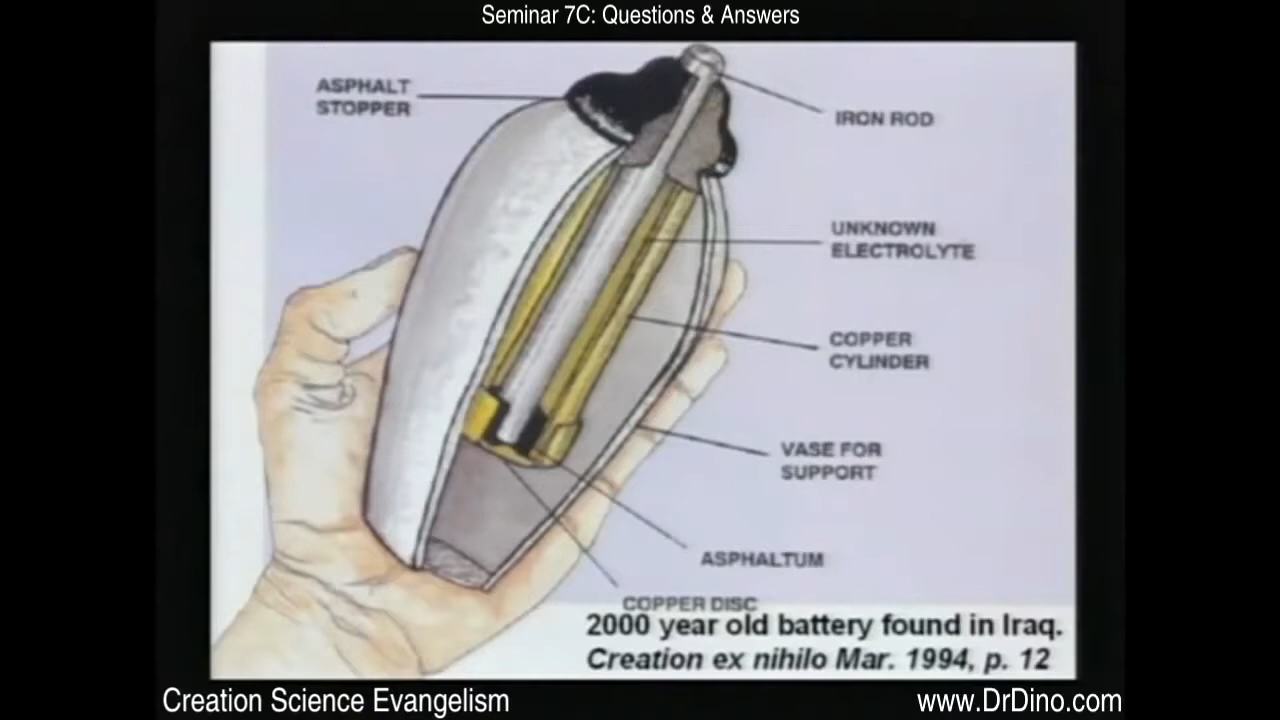 Seminar 7C: Questions & Answers
ASPHALT
STOPPER
IRON ROD
UNKNOWN
ELECTROLYTE
COPPER
CYLINDER
VASE FOR
SUPPORT
ASPHALTUM
COPPER DISC
2000 year old battery found in Iraq.
Creation ex nihilo Mar. 1994, p. 12
Creation Science Evangelism
www.DrDino.com